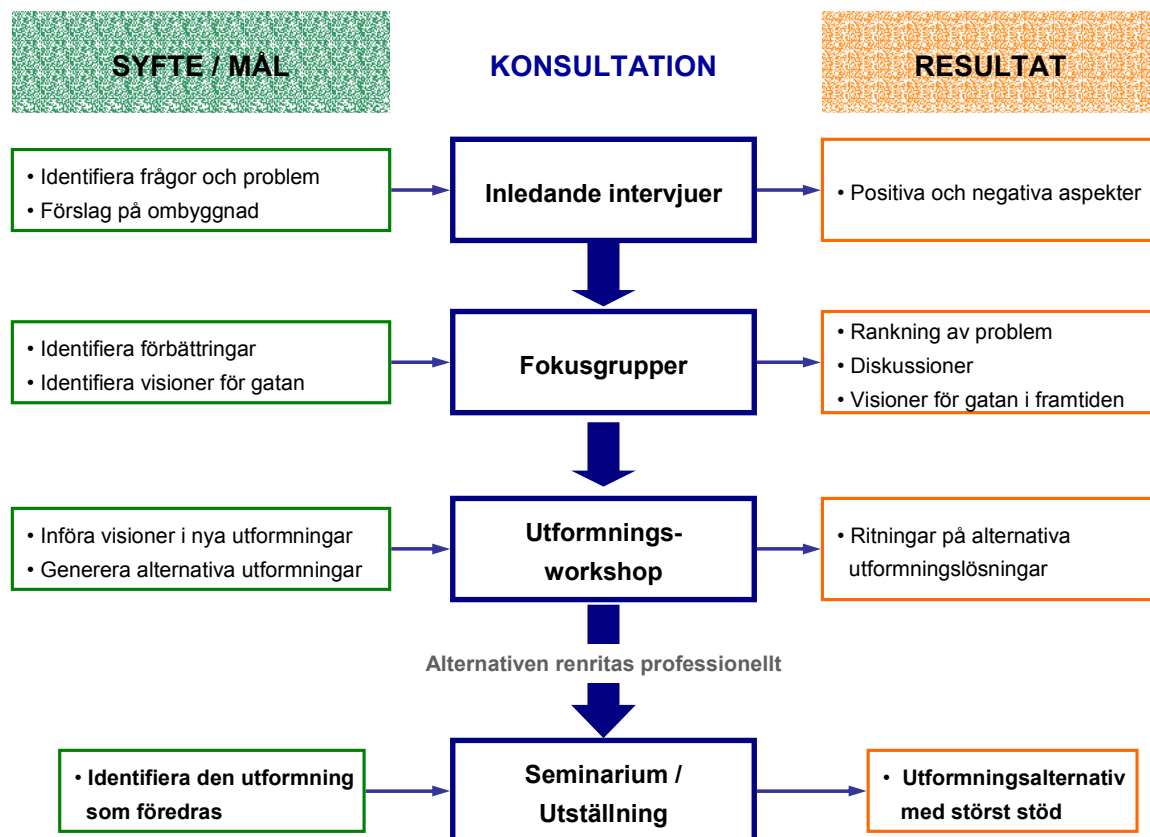 SYFTE / MÅL
KONSULTATION
RESULTAT
• Identifiera frågor och problem
• Förslag på ombyggnad
Inledande intervjuer
• Positiva och negativa aspekter
• Identifiera förbättringar
• Identifiera visioner för gatan
Fokusgrupper
• Rankning av problem
• Diskussioner
• Visioner för gatan i framtiden
• Införa visioner i nya utformningar
• Generera alternativa utformningar
Utformnings-
workshop
• Ritningar på alternativa
utformningslösningar
Alternativen renritas professionellt
• Identifiera den utformning
som föredras
Seminarium /
Utställning
• Utformningsalternativ
med störst stöd